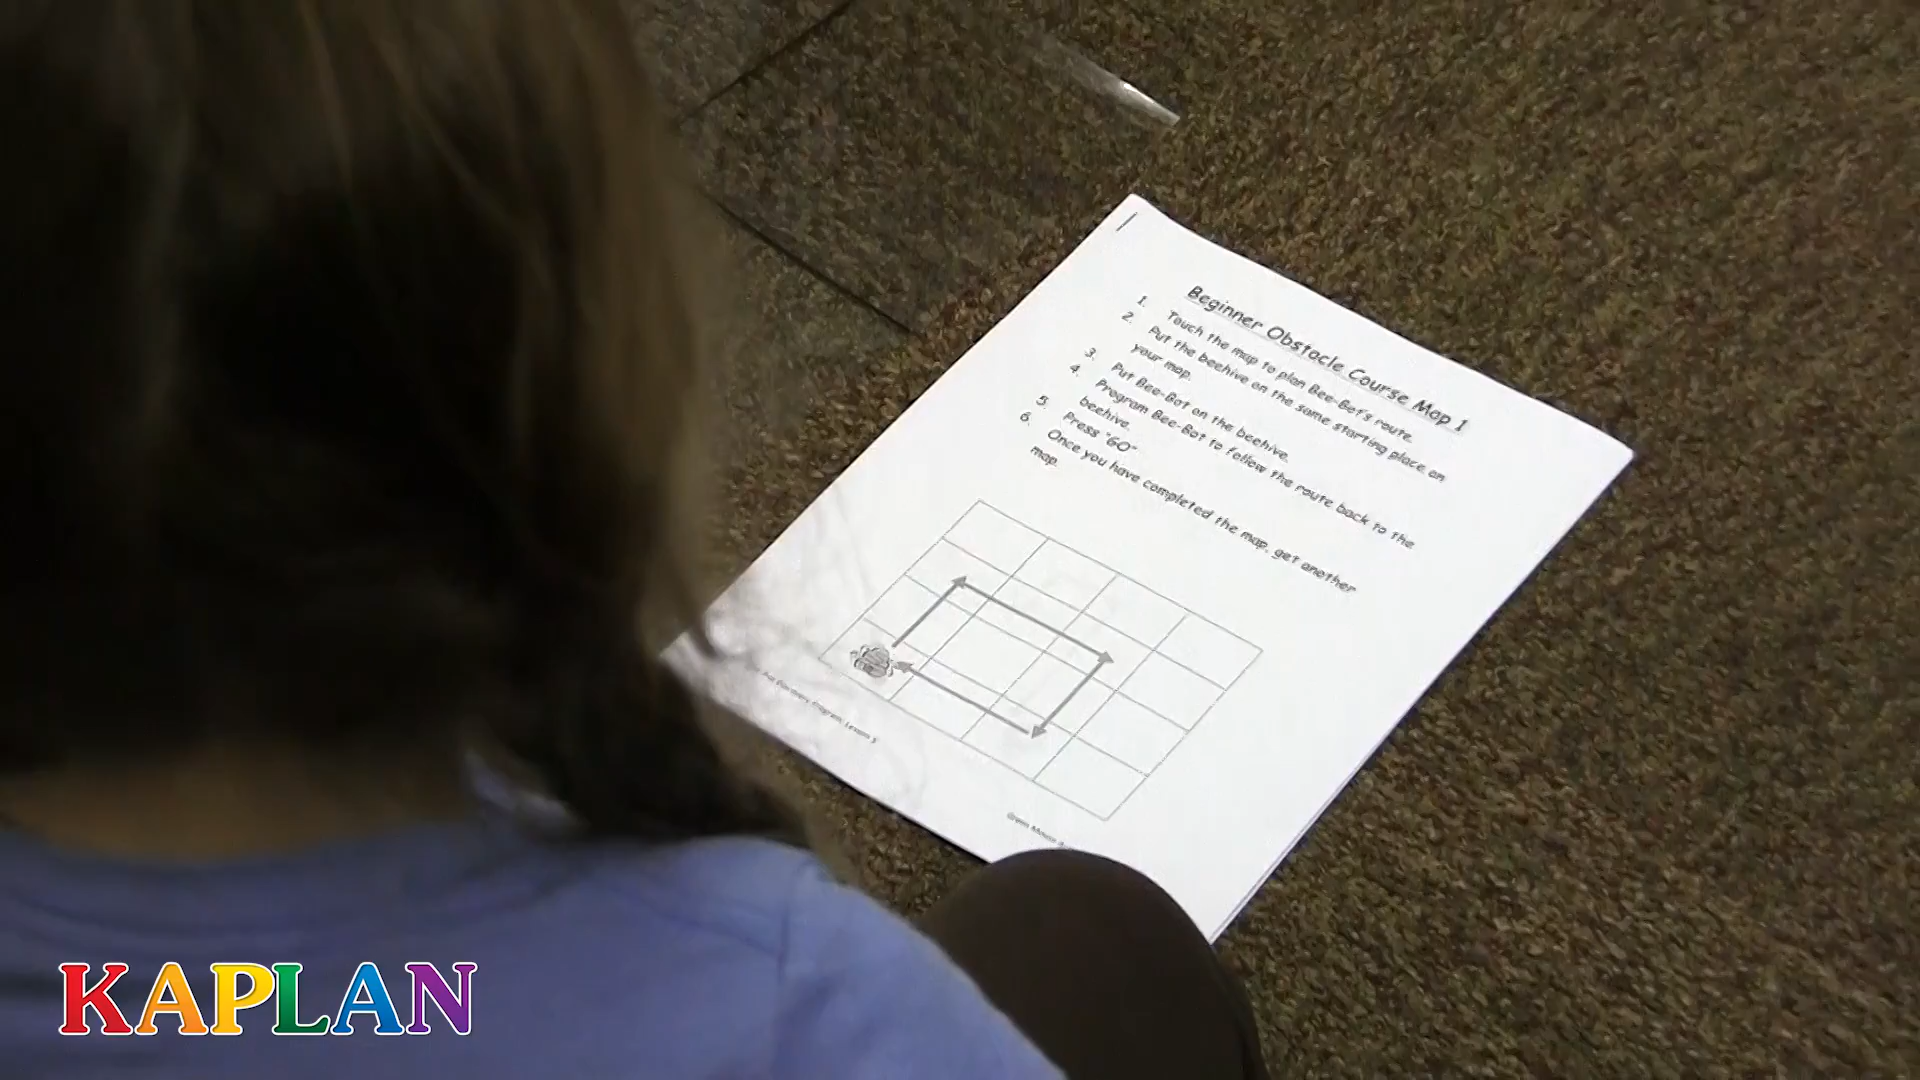 Beginner Obstacle Course Map 1
1. Touch the map to plan Bee-Bot's route.
2. Put the beehive on the same starting place on
your map.
3. Put Bee-Bot on the beehive.
4. Program Bee-Bot to follow the route back to the
beehive.
5. Press "GO"
6. Once you have completed the map, get another
map.
Program, Lesson 3
KAPLAN